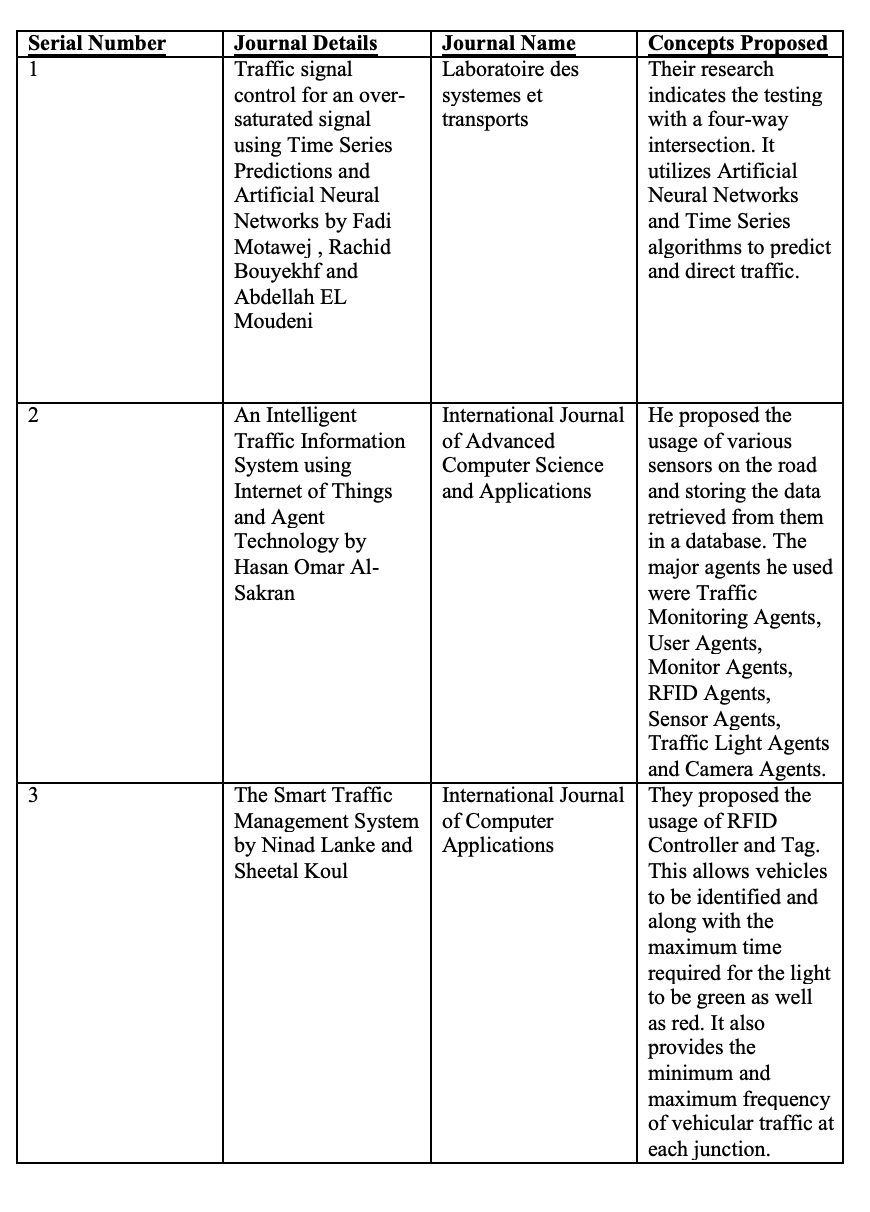 Serial Number Journal Details Journal Name Concepts Proposed
1
Traffic signal
control for an over-
saturated signal
using Time Series
Predictions and
Artificial Neural
Networks by Fadi
Motawej , Rachid
Bouyekhf and
Abdellah EL
Moudeni
Laboratoire des
systemes et
transports
Their research
indicates the testing
with a four-way
intersection. It
utilizes Artificial
Neural Networks
and Time Series
algorithms to predict
and direct traffic.
2
An Intelligent
Traffic Information
System using
Internet of Things
and Agent
Technology by
Hasan Omar Al-
Sakran
International Journal
of Advanced
Computer Science
and Applications
He proposed the
usage of various
sensors on the road
and storing the data
retrieved from them
in a database. The
major agents he used
were Traffic
Monitoring Agents,
User Agents,
Monitor Agents,
RFID Agents,
Sensor Agents,
Traffic Light Agents
and Camera Agents.
3
The Smart Traffic
Management System
by Ninad Lanke and
Sheetal Koul
International Journal
of Computer
Applications
They proposed the
usage of RFID
Controller and Tag.
This allows vehicles
to be identified and
along with the
maximum time
required for the light
to be green as well
as red. It also
provides the
minimum and
maximum frequency
of vehicular traffic at
each junction.